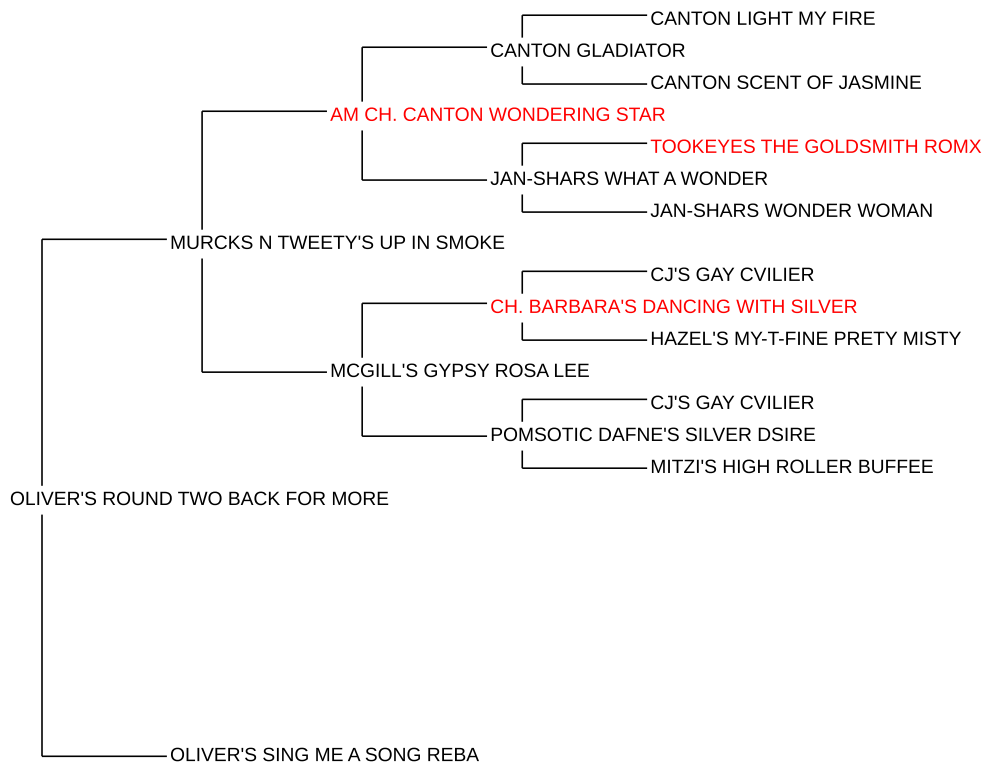 CANTON LIGHT MY FIRE
CANTON GLADIATOR
CANTON SCENT OF JASMINE
AM CH. CANTON WONDERING STAR
TOOKEYES THE GOLDSMITH ROMX
JAN-SHARS WHAT A WONDER
JAN-SHARS WONDER WOMAN
MURCKS N TWEETY'S UP IN SMOKE
CJ'S GAY CVILIER
CH. BARBARA'S DANCING WITH SILVER
HAZEL'S MY-T-FINE PRETY MISTY
MCGILL'S GYPSY ROSA LEE
CJ'S GAY CVILIER
POMSOTIC DAFNE'S SILVER DSIRE
MITZI'S HIGH ROLLER BUFFEE
OLIVER'S ROUND TWO BACK FOR MORE
OLIVER'S SING ME A SONG REBA